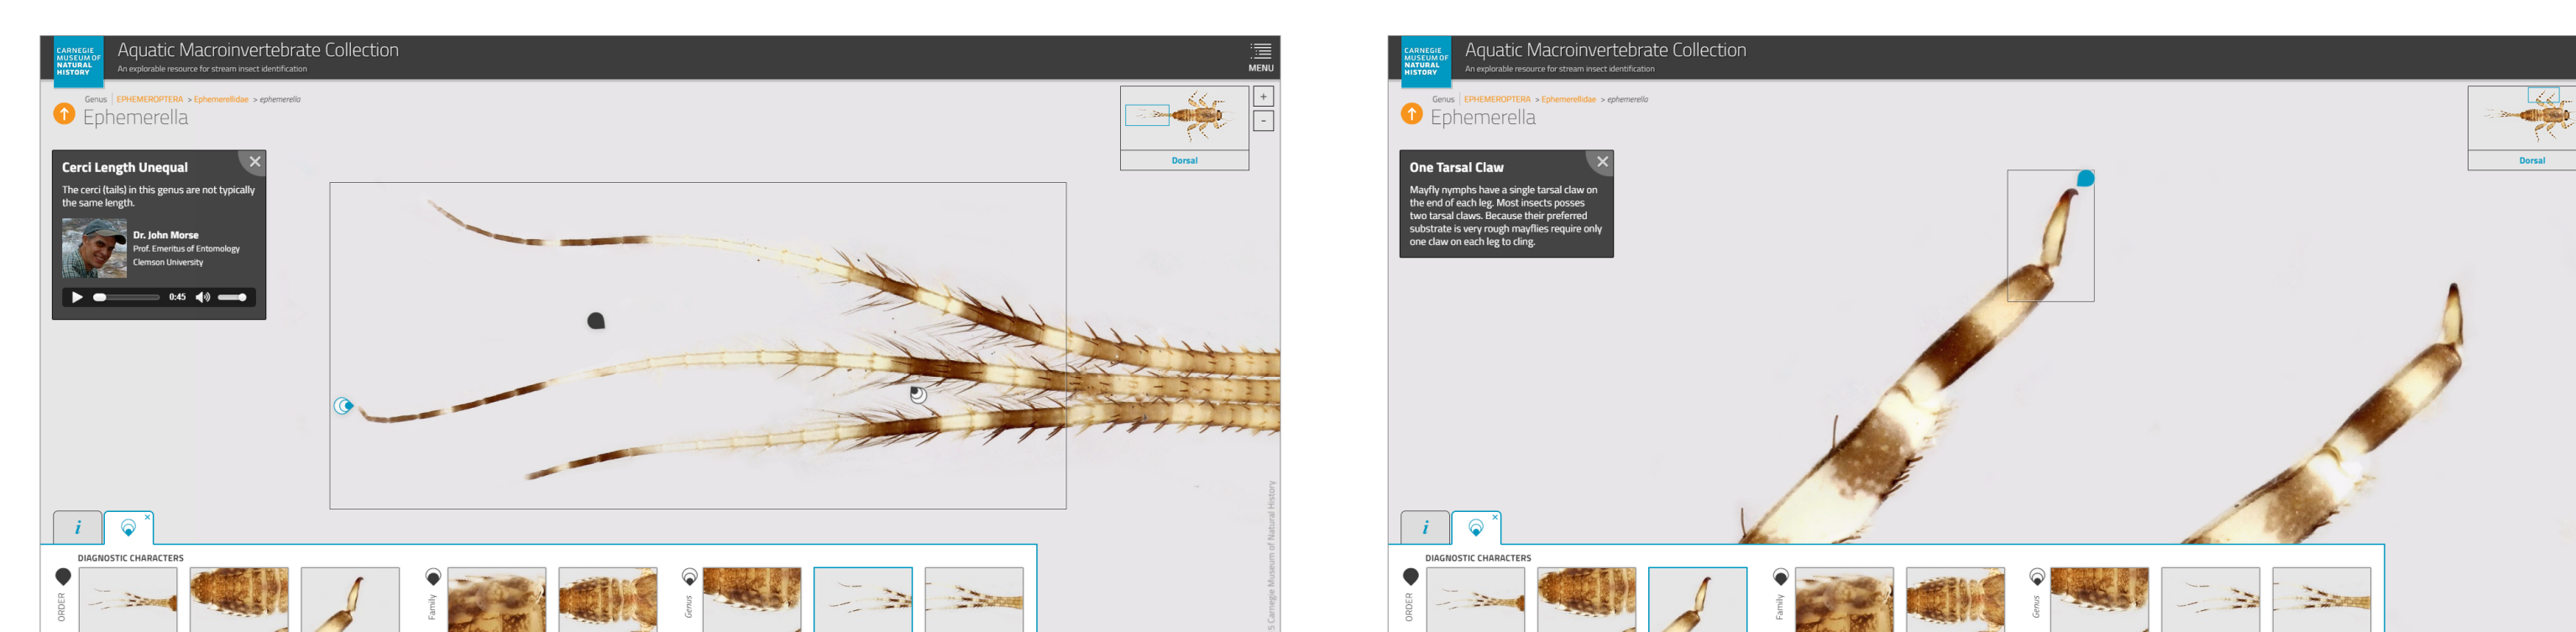 CARNEGIE
MUSEUM OF
NATURAL
HISTORY
Aquatic Macroinvertebrate Collection
An explorable resource for stream insect identification
MENU
Genus | EPHEMEROPTERA > Ephemerellidae > ephemerella
Ephemerella
+
-
Dorsal
Cerci Length Unequal
The cerci (tails) in this genus are not typically
the same length.
Dr. John Morse
Prof. Emeritus of Entomology
Clemson University
0:45
i
DIAGNOSTIC CHARACTERS
ORDER
Family
Genus
5 Carnegie Museum of Natural History
CARNEGIE
MUSEUM OF
NATURAL
HISTORY
Aquatic Macroinvertebrate Collection
An explorable resource for stream insect identification
Genus | EPHEMEROPTERA > Ephemerellidae > ephemerella
Ephemerella
Dorsal
One Tarsal Claw
Mayfly nymphs have a single tarsal claw on
the end of each leg. Most insects posses
two tarsal claws. Because their preferred
substrate is very rough mayflies require only
one claw on each leg to cling.
i
DIAGNOSTIC CHARACTERS
ORDER
Family
Genus